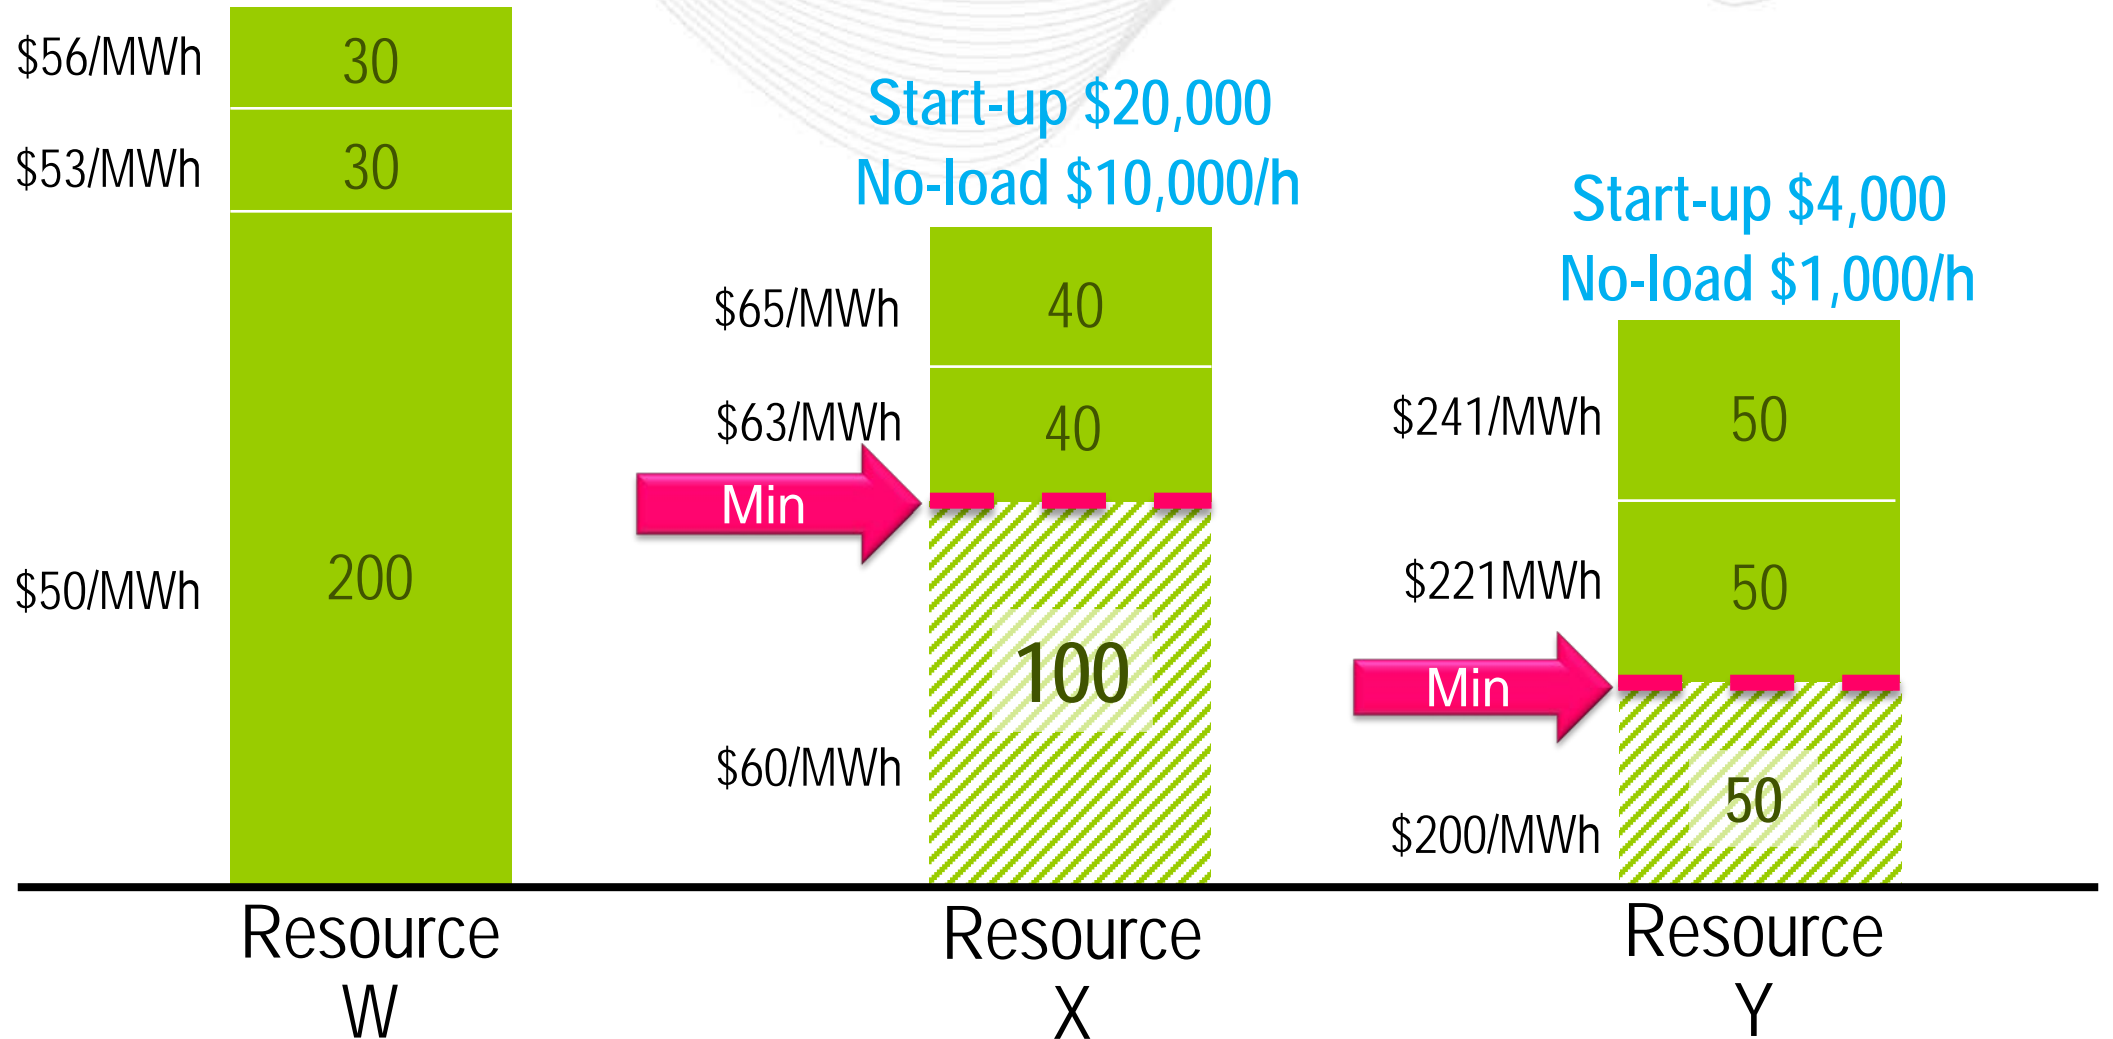 $56/MWh
30
$53/MWh
30
$50/MWh
200
Resource
W
Start-up $20,000
No-load $10,000/h
$65/MWh
40
$63/MWh
40
Min
100
$60/MWh
Resource
X
Start-up $4,000
No-load $1,000/h
$241/MWh
50
$221MWh
50
Min
50
$200/MWh
Resource
Y